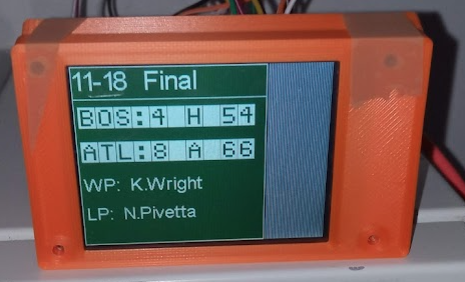 11-18 Final
BOS:4 H 54
ATL:8 A 66
WP: K.Wright
LP: N.Pivetta